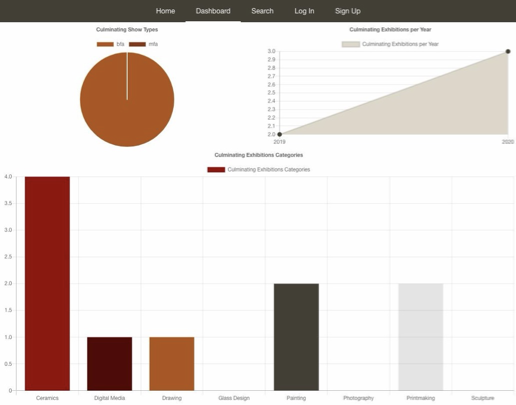 Home Dashboard Search Log In Sign Up
Culminating Show Types
bfa mfa
Culminating Exhibitions per Year
Culminating Exhibitions per Year
3.0
2.9
2.8
2.7
2.6
2.5
2.4
2.3
2.2
2.1
2.0
2019 2020
Culminating Exhibitions Categories
Culminating Exhibitions Categories
4.0
3.5
3.0
2.5
2.0
1.5
1.0
0.5
0
Ceramics Digital Media Drawing Glass Design Painting Photography Printmaking Sculpture